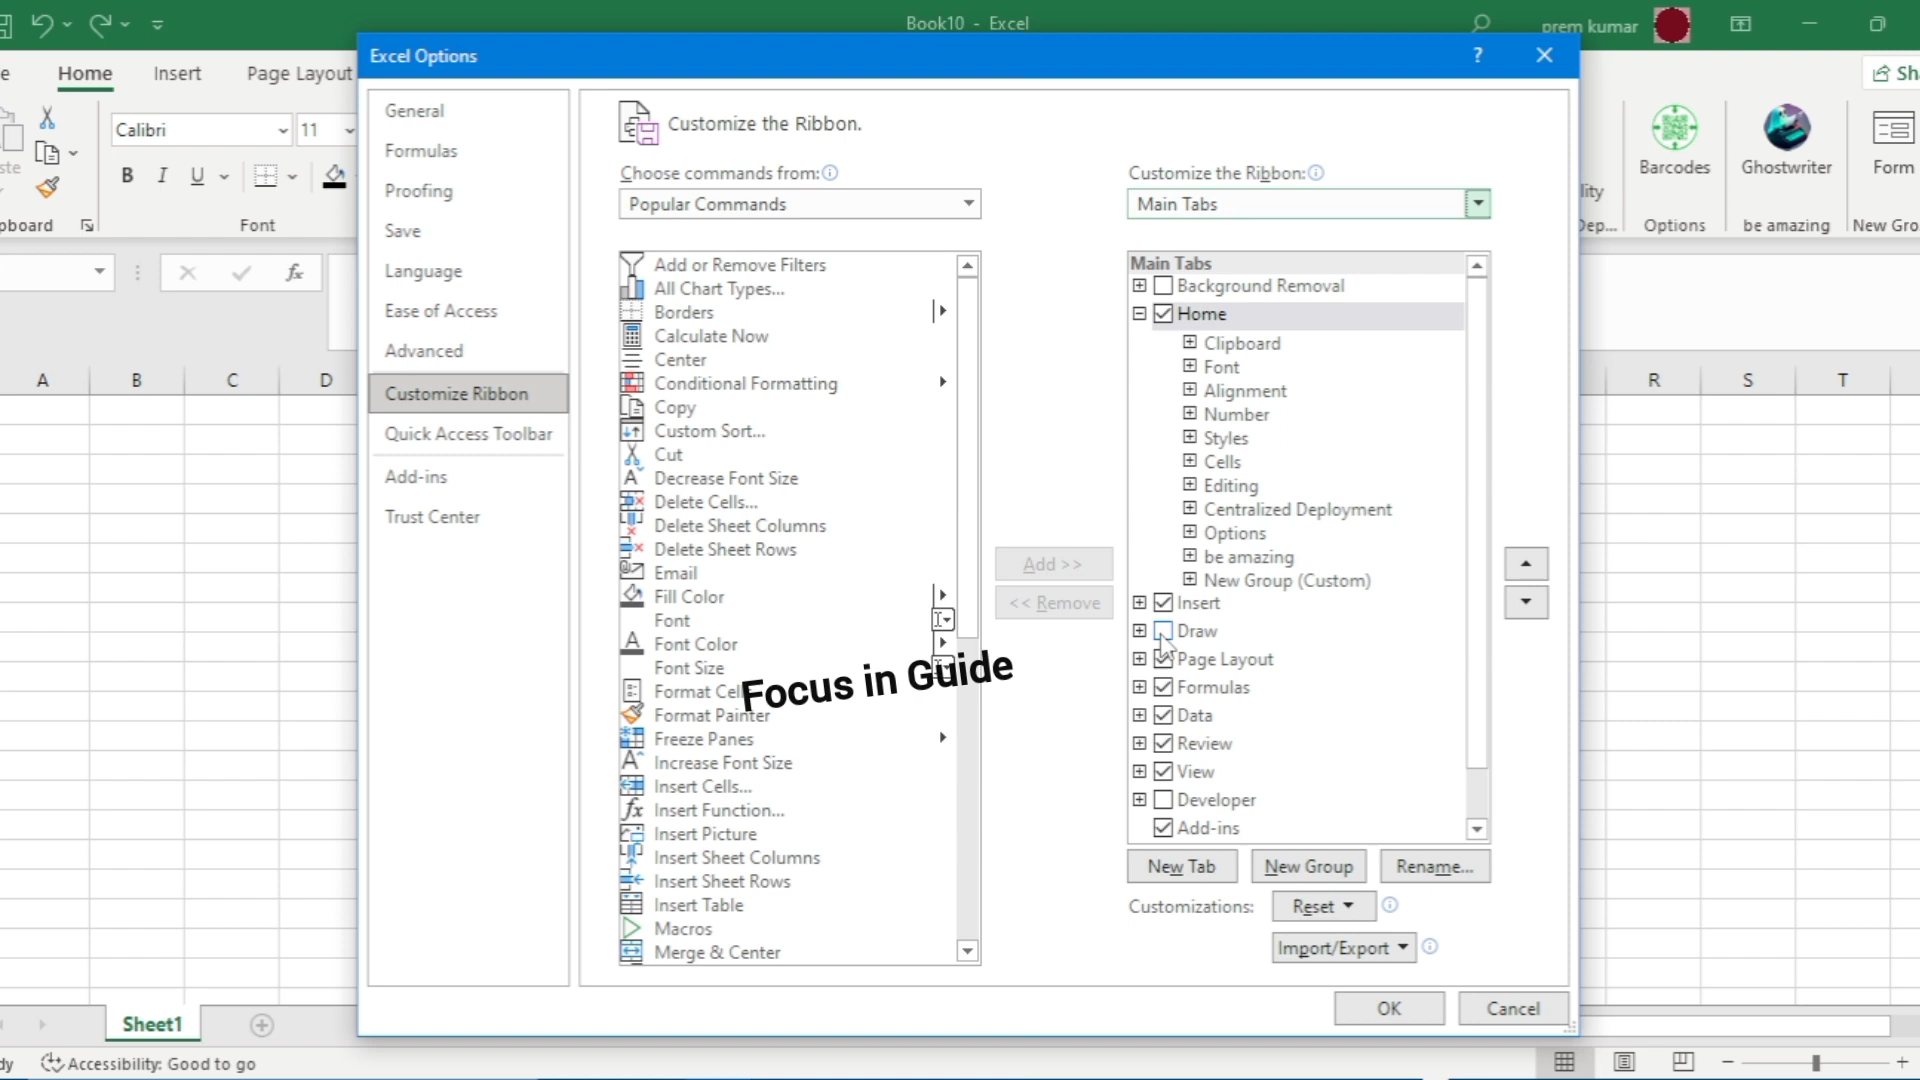 Book10 - Excel
prem kumar
Excel Options
?
Home
Insert
Page Layout
Sh
Calibri
11
B I U
Font
fx
General
Formulas
Proofing
Save
Language
Ease of Access
Advanced
Customize Ribbon
Quick Access Toolbar
Add-ins
Trust Center
Customize the Ribbon.
Choose commands from:
Popular Commands
Add or Remove Filters
All Chart Types...
Borders
Calculate Now
Center
Conditional Formatting
Copy
Custom Sort...
Cut
Decrease Font Size
Delete Cells...
Delete Sheet Columns
Delete Sheet Rows
Email
Fill Color
Font
Font Color
Font Size
Format Cell
Format Painter
Freeze Panes
Increase Font Size
Insert Cells...
Insert Function...
Insert Picture
Insert Sheet Columns
Insert Sheet Rows
Insert Table
Macros
Merge & Center
Focus in Guide
Add >>
<< Remove
Customize the Ribbon:
Main Tabs
Main Tabs
Background Removal
Home
Clipboard
Font
Alignment
Number
Styles
Cells
Editing
Centralized Deployment
Options
be amazing
New Group (Custom)
Insert
Draw
Page Layout
Formulas
Data
Review
View
Developer
Add-ins
New Tab
New Group
Rename...
Customizations:
Reset
Import/Export
OK
Cancel
Barcodes
Ghostwriter
Form
Options
be amazing
New Gro
A B C D
R S T
Sheet1
Accessibility: Good to go